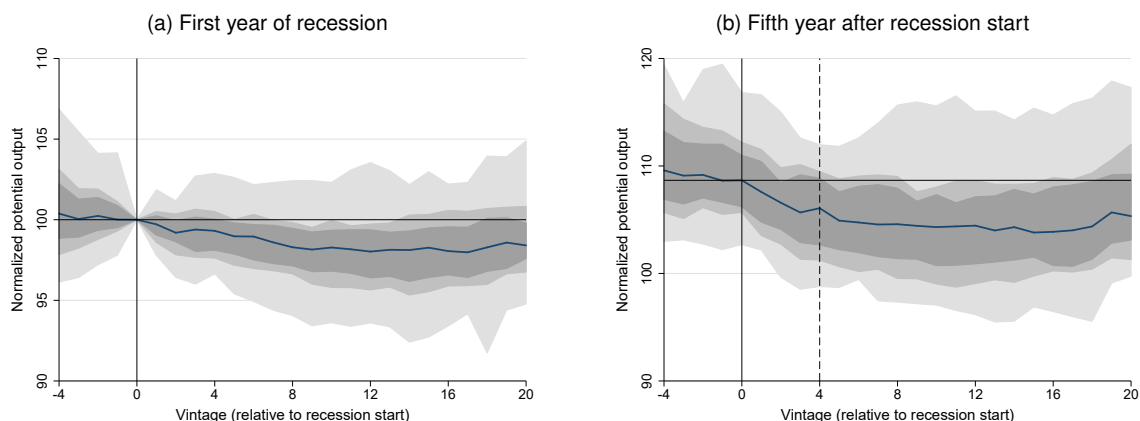 (a) First year of recession
Normalized potential output
110
105
100
95
90
-4 0 4 8 12 16 20
Vintage (relative to recession start)
(b) Fifth year after recession start
Normalized potential output
120
110
100
90
-4 0 4 8 12 16 20
Vintage (relative to recession start)